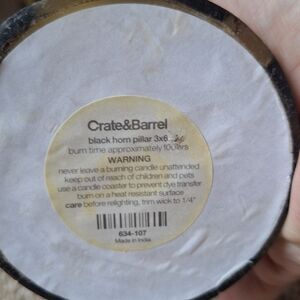 Crate&Barrel
black horn pillar 3x6
burn time approximately 100hrs
WARNING
never leave a burning candle unattended
keep out of reach of children and pets
use a candle coaster to prevent dye transfer
burn on a heat resistant surface
care before relighting, trim wick to 1/4"
634-107
Made in India